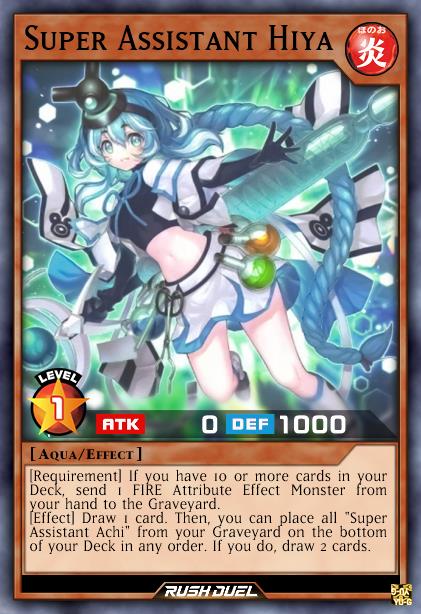 SUPER ASSISTANT HIYA
ほのお
炎
LEVEL
1
ATK 0 DEF 1000
[AQUA/EFFECT]
[Requirement] If you have 10 or more cards in your
Deck, send 1 FIRE Attribute Effect Monster from
your hand to the Graveyard.
[Effect] Draw 1 card. Then, you can place all "Super
Assistant Achi" from your Graveyard on the bottom
of your Deck in any order. If you do, draw 2 cards.
RUSH DUEL